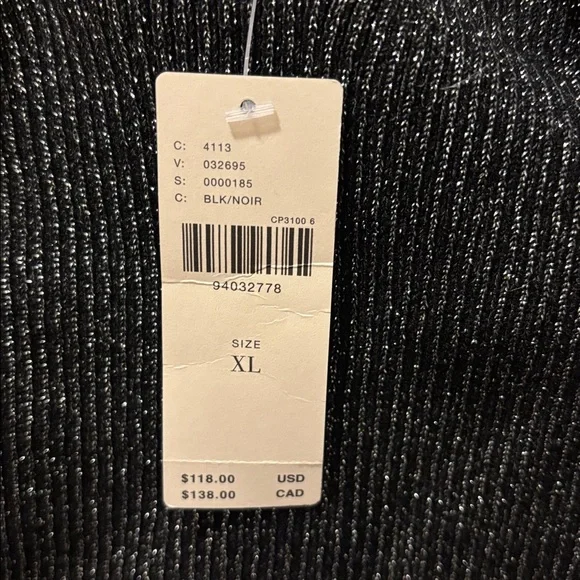 C: 4113
V: 032695
S: 0000185
C: BLK/NOIR
CP3100 6
94032778
SIZE
XL
$118.00 USD
$138.00 CAD